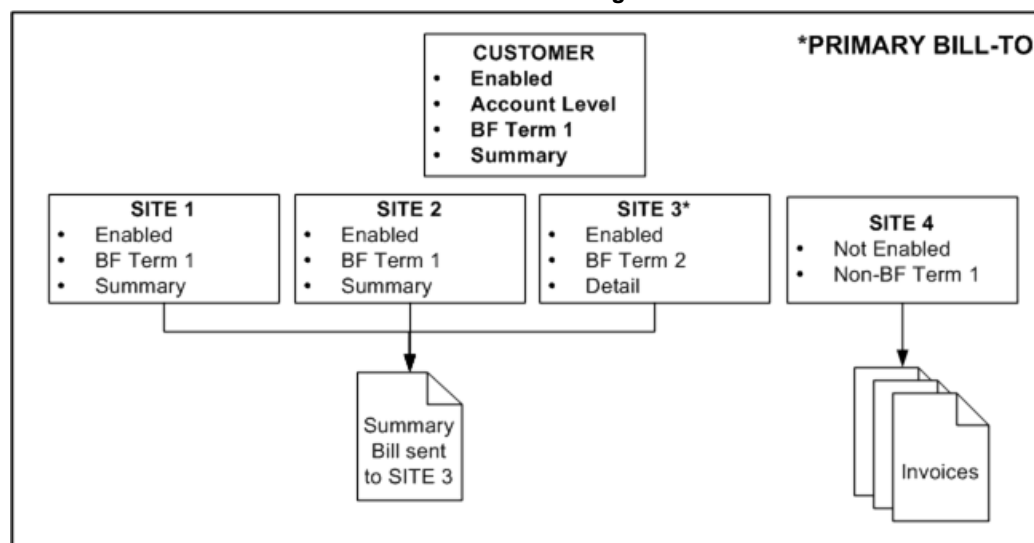 *PRIMARY BILL-TO
CUSTOMER
• Enabled
• Account Level
• BF Term 1
• Summary
SITE 1
• Enabled
• BF Term 1
• Summary
SITE 2
• Enabled
• BF Term 1
• Summary
SITE 3*
• Enabled
• BF Term 2
• Detail
SITE 4
• Not Enabled
• Non-BF Term 1
Summary
Bill sent
to SITE 3
Invoices